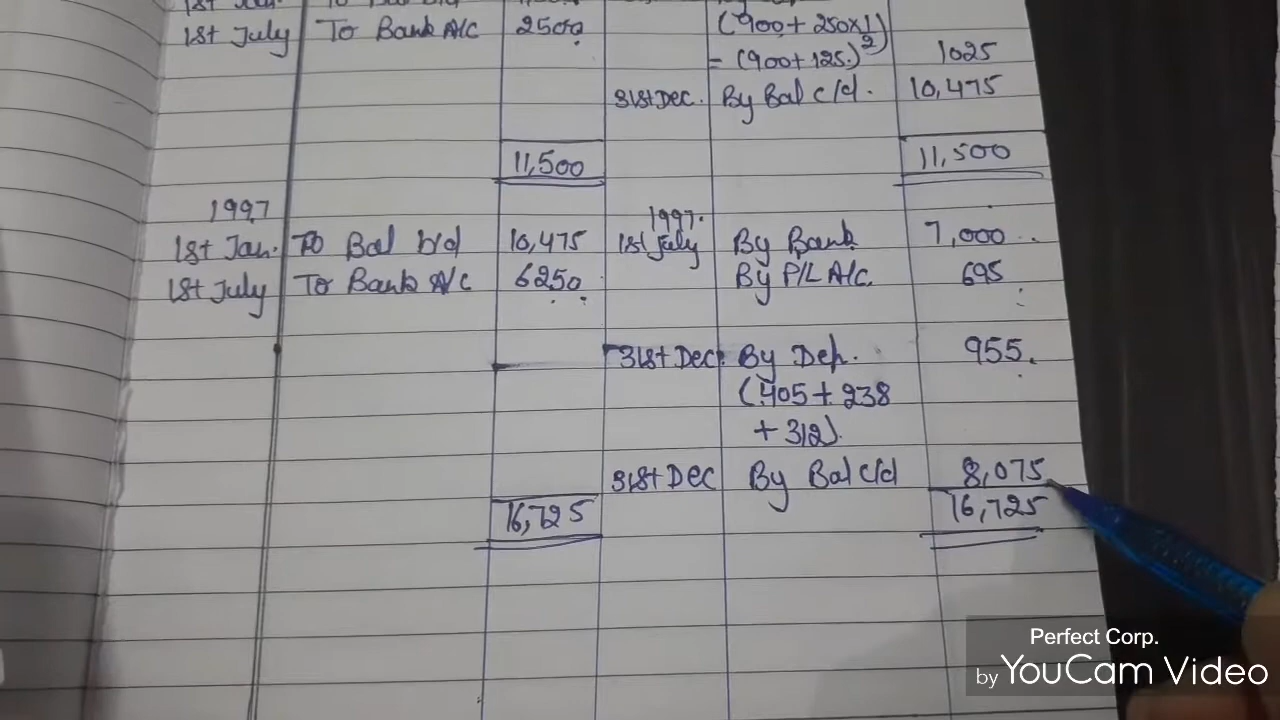 1st July To Bank A/c 2500 (900 + 250x1/2)
= (900+125.) 1025
31st Dec. By Bal c/d. 10,475
11,500 11,500
1997 1997.
1st Jan. To Bal b/d 10,475 1st July By Bank 7,000
1st July To Bank A/c 6250 By P/L A/c. 695
31st Dec. By Dep. 955
(405 + 238
+ 312).
31st Dec By Bal c/d 8,075
16,725 16,725
Perfect Corp.
by YouCam Video